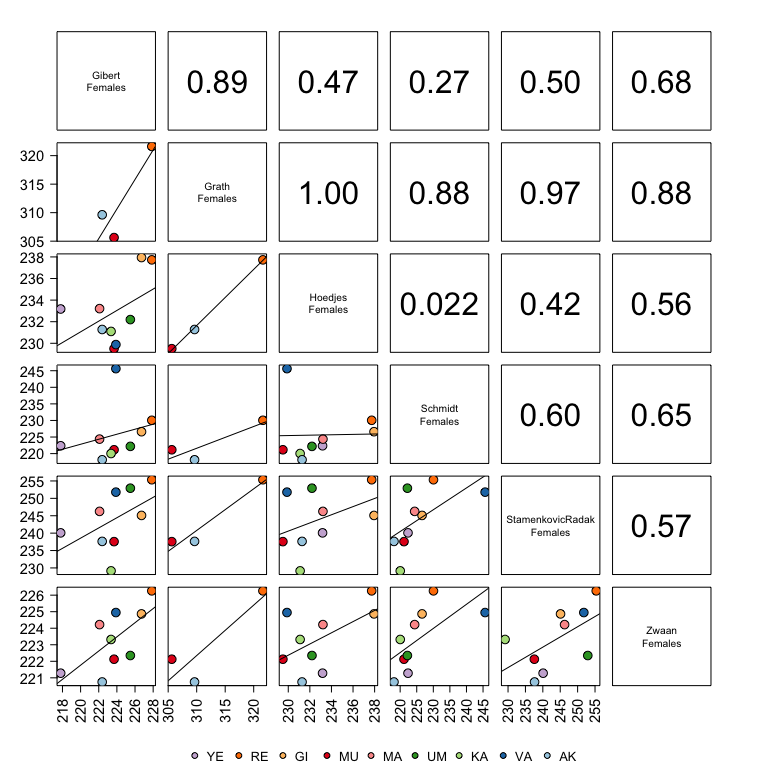 Gibert
Females
0.89
0.47
0.27
0.50
0.68
320
315
310
305
Grath
Females
1.00
0.88
0.97
0.88
238
236
234
232
230
Hoedjes
Females
0.022
0.42
0.56
245
240
235
230
225
220
Schmidt
Females
0.60
0.65
255
250
245
240
235
230
StamenkovicRadak
Females
0.57
226
225
224
223
222
221
Zwaan
Females
218 220 222 224 226 228
305 310 315 320
230 232 234 236 238
220 225 230 235 240 245
230 235 240 245 250 255
YE RE GI MU MA UM KA VA AK